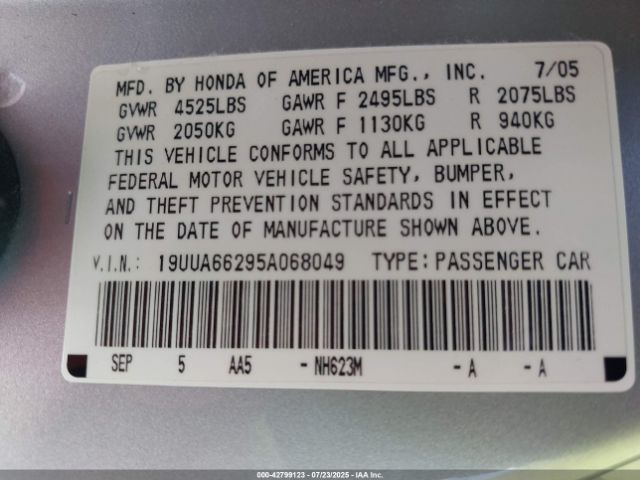 MFD. BY HONDA OF AMERICA MFG., INC. 7/05
GVWR 4525LBS GAWR F 2495LBS R 2075LBS
GVWR 2050KG GAWR F 1130KG R 940KG
THIS VEHICLE CONFORMS TO ALL APPLICABLE
FEDERAL MOTOR VEHICLE SAFETY, BUMPER,
AND THEFT PREVENTION STANDARDS IN EFFECT
ON THE DATE OF MANUFACTURE SHOWN ABOVE.
V.I.N.: 19UUA66295A068049 TYPE: PASSENGER CAR
SEP 5 AA5 - NH623M - A - A
000-42799123 - 07/23/2025 - IAAI Inc.